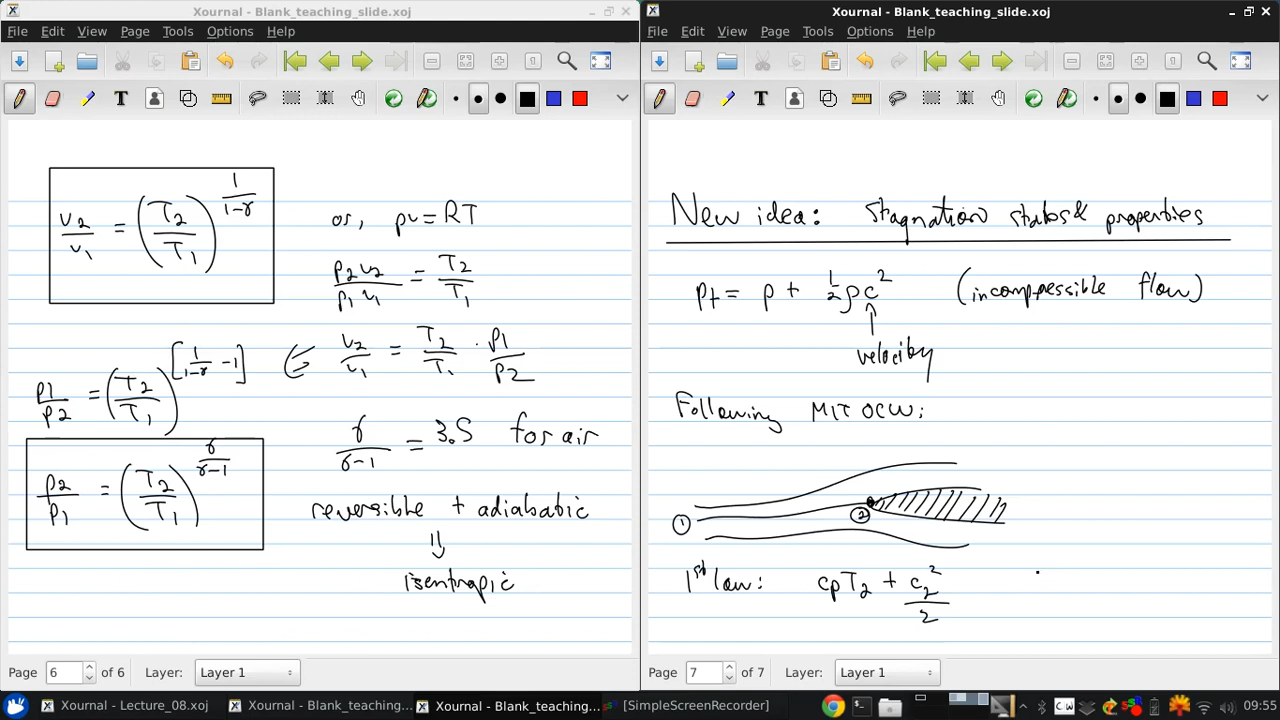 Xournal - Blank_teaching_slide.xoj
File Edit View Page Tools Options Help
v2/v1 = (T2/T1)^(1/(1-γ))
or, pv = RT
p2v2/p1v1 = T2/T1
p1/p2 = (T2/T1)^[1/(1-γ) - 1] ⇐ v2/v1 = T2/T1 · p1/p2
γ/(γ-1) = 3.5 for air
p2/p1 = (T2/T1)^(γ/(γ-1))
reversible + adiabatic
⇓
isentropic
Page 6 of 6 Layer: Layer 1
Xournal - Blank_teaching_slide.xoj
File Edit View Page Tools Options Help
New idea: Stagnation states & properties
pt = p + 1/2 ρc² (incompressible flow)
↑
velocity
Following MIT OCW:
① ②
1st law: cpT2 + c2²/2
Page 7 of 7 Layer: Layer 1
Xournal - Lecture_08.xoj Xournal - Blank_teaching... Xournal - Blank_teaching... [SimpleScreenRecorder] 09:55